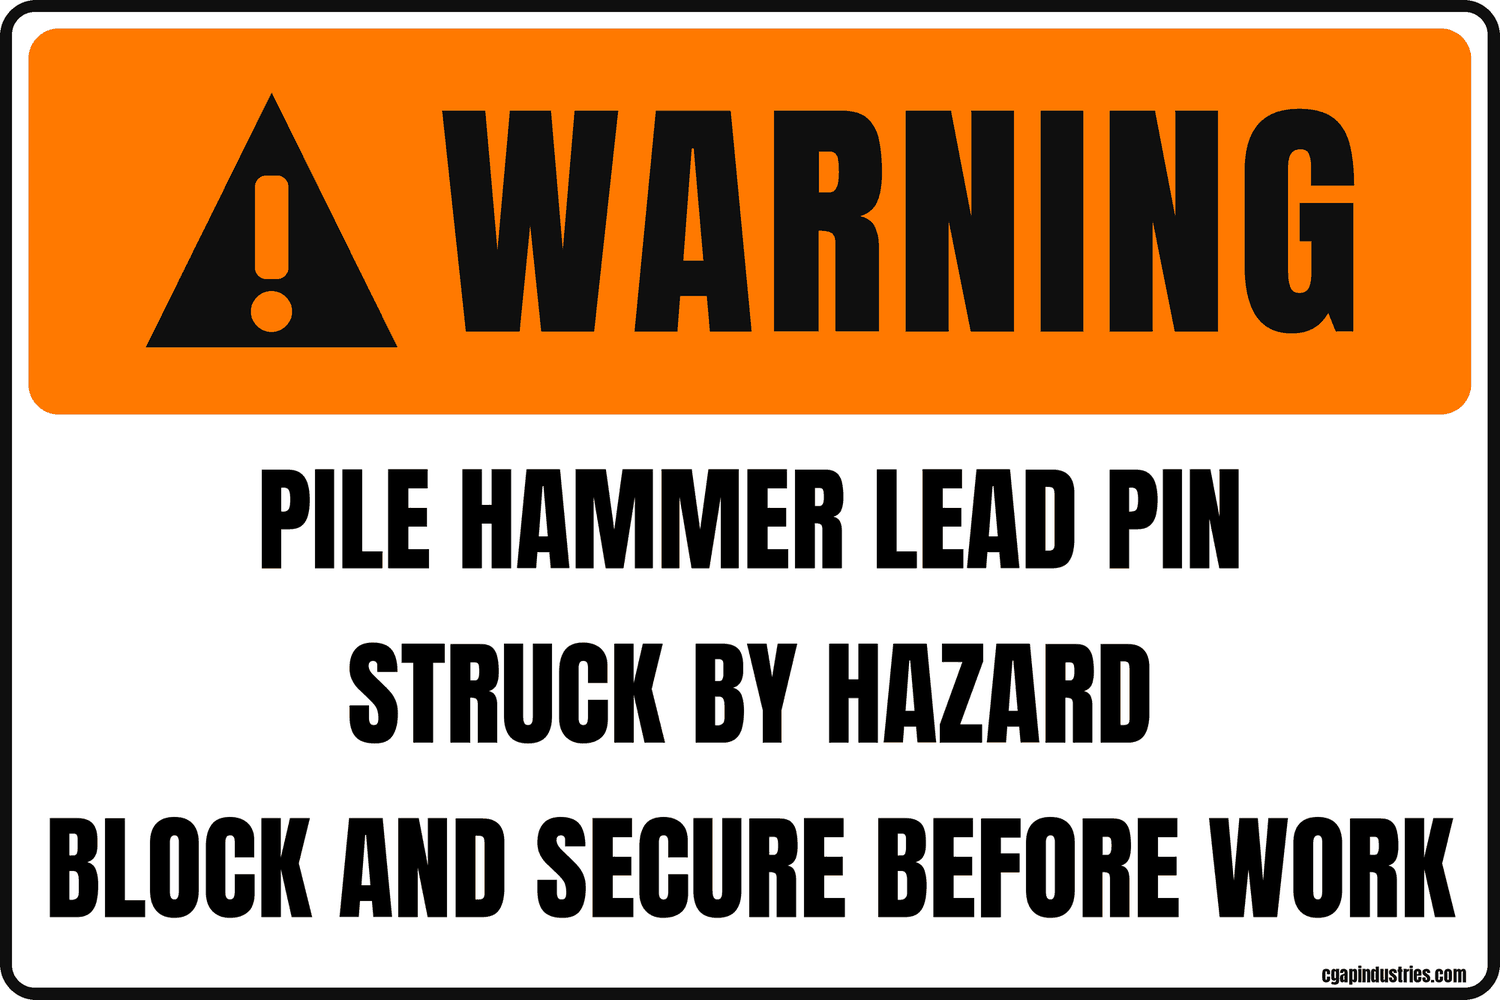 WARNING
PILE HAMMER LEAD PIN
STRUCK BY HAZARD
BLOCK AND SECURE BEFORE WORK
cgapindustries.com